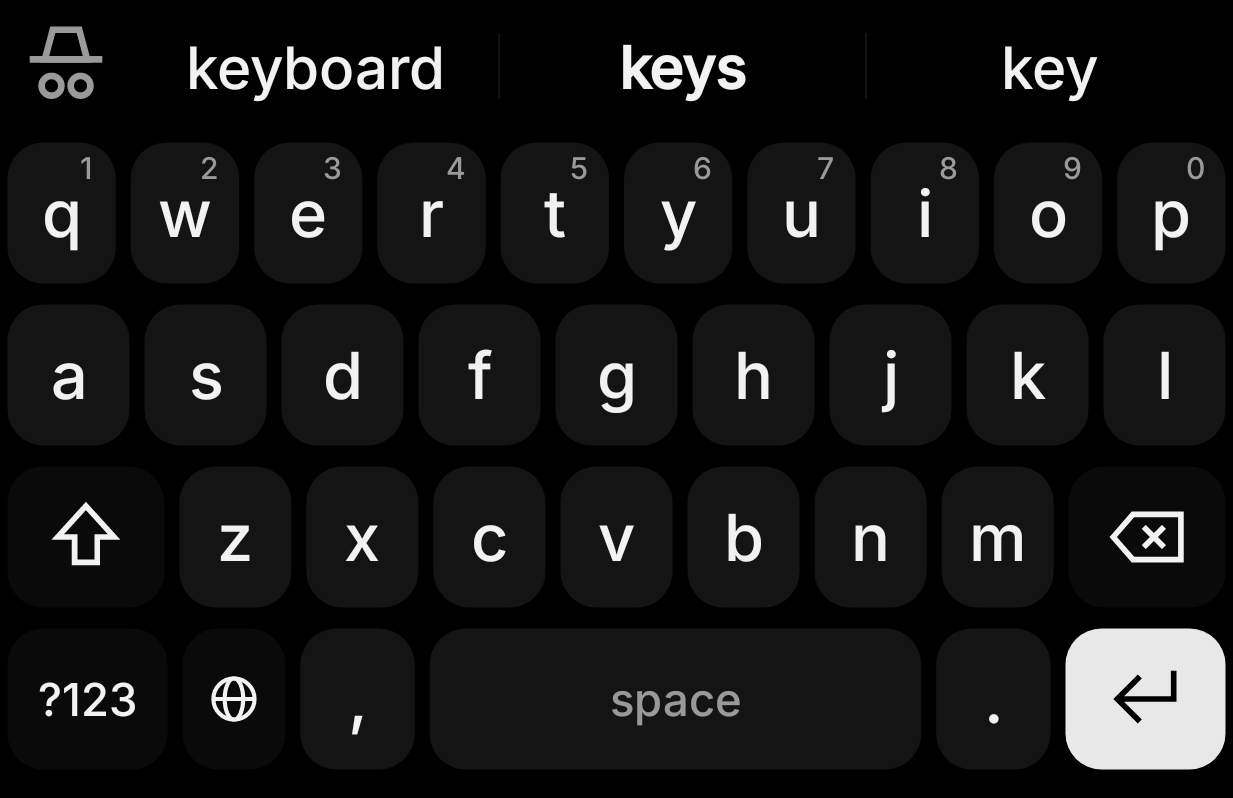 keyboard keys key
1 2 3 4 5 6 7 8 9 0
q w e r t y u i o p
a s d f g h j k l
z x c v b n m
?123 , space .